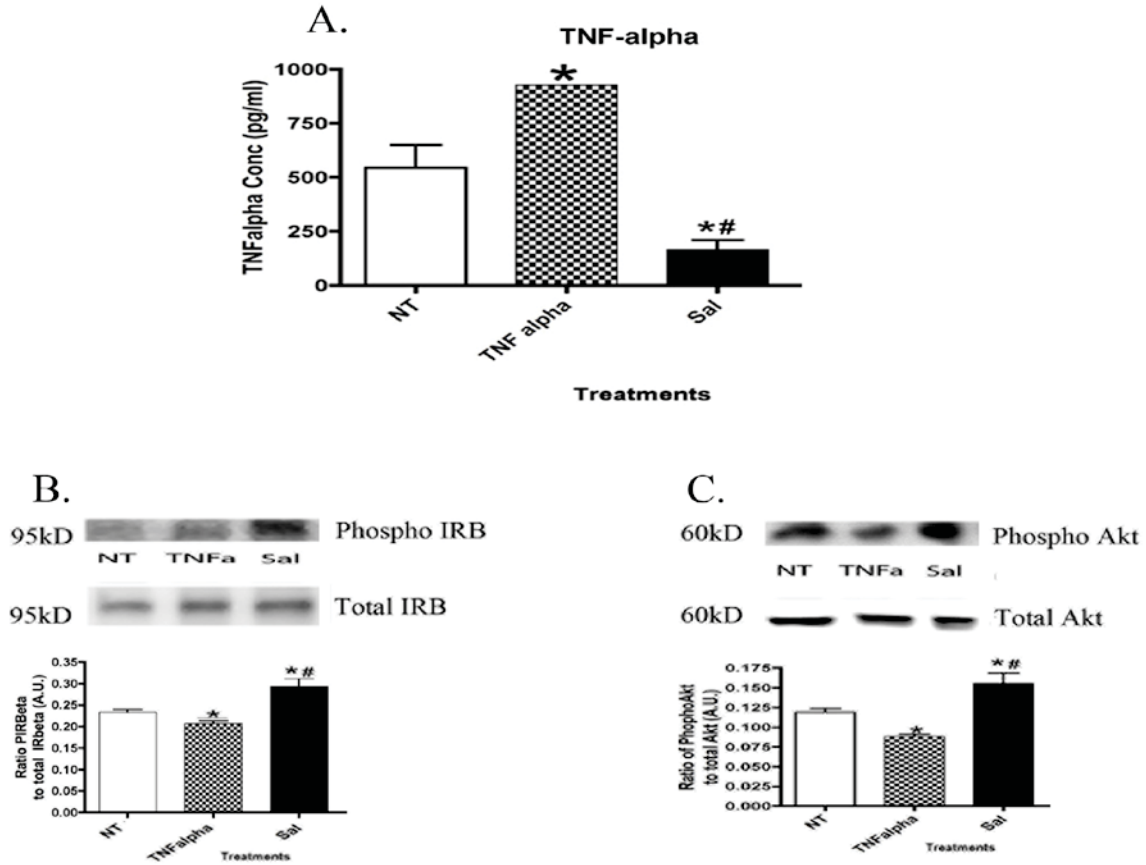 A.
TNF-alpha
TNFalpha Conc (pg/ml)
1000
750
500
250
0
*
*#
NT
TNF alpha
Sal
Treatments
B.
95kD
Phospho IRB
NT TNFa Sal
95kD
Total IRB
Ratio PIRBeta
to total IRbeta (A.U.)
0.35
0.30
0.25
0.20
0.15
0.10
0.05
0.00
*
*#
NT
TNFalpha
Sal
Treatments
C.
60kD
Phospho Akt
NT TNFa Sal
60kD
Total Akt
Ratio of PhophoAkt
to total Akt (A.U.)
0.175
0.150
0.125
0.100
0.075
0.050
0.025
0.000
*
*#
NT
TNFalpha
Sal
Treatments